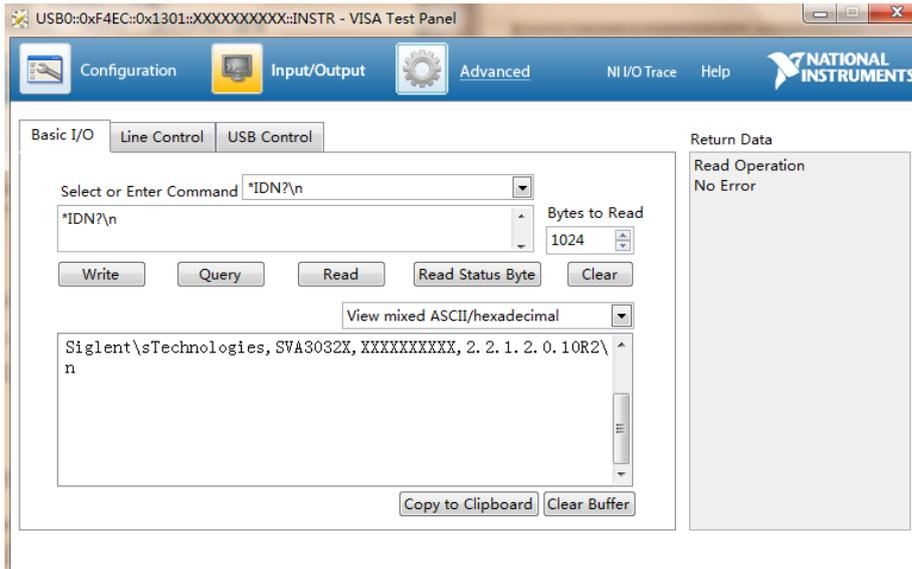 USB0::0xF4EC::0x1301::XXXXXXXXXX::INSTR - VISA Test Panel
Configuration
Input/Output
Advanced
NI I/O Trace
Help
NATIONAL
INSTRUMENTS
Basic I/O
Line Control
USB Control
Select or Enter Command
*IDN?\n
*IDN?\n
Bytes to Read
1024
Write
Query
Read
Read Status Byte
Clear
View mixed ASCII/hexadecimal
Siglent\sTechnologies,SVA3032X,XXXXXXXXXX,2.2.1.2.0.10R2\
n
Copy to Clipboard
Clear Buffer
Return Data
Read Operation
No Error